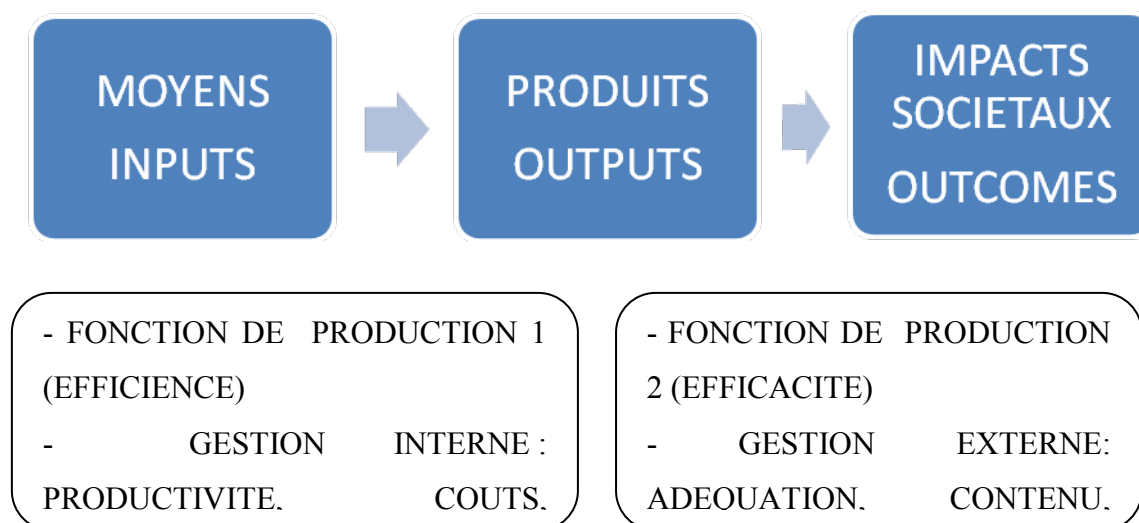 MOYENS
INPUTS
PRODUITS
OUTPUTS
IMPACTS
SOCIETAUX
OUTCOMES
- FONCTION DE PRODUCTION 1
(EFFICIENCE)
- GESTION INTERNE :
PRODUCTIVITE, COUTS,
- FONCTION DE PRODUCTION
2 (EFFICACITE)
- GESTION EXTERNE:
ADEQUATION, CONTENU,